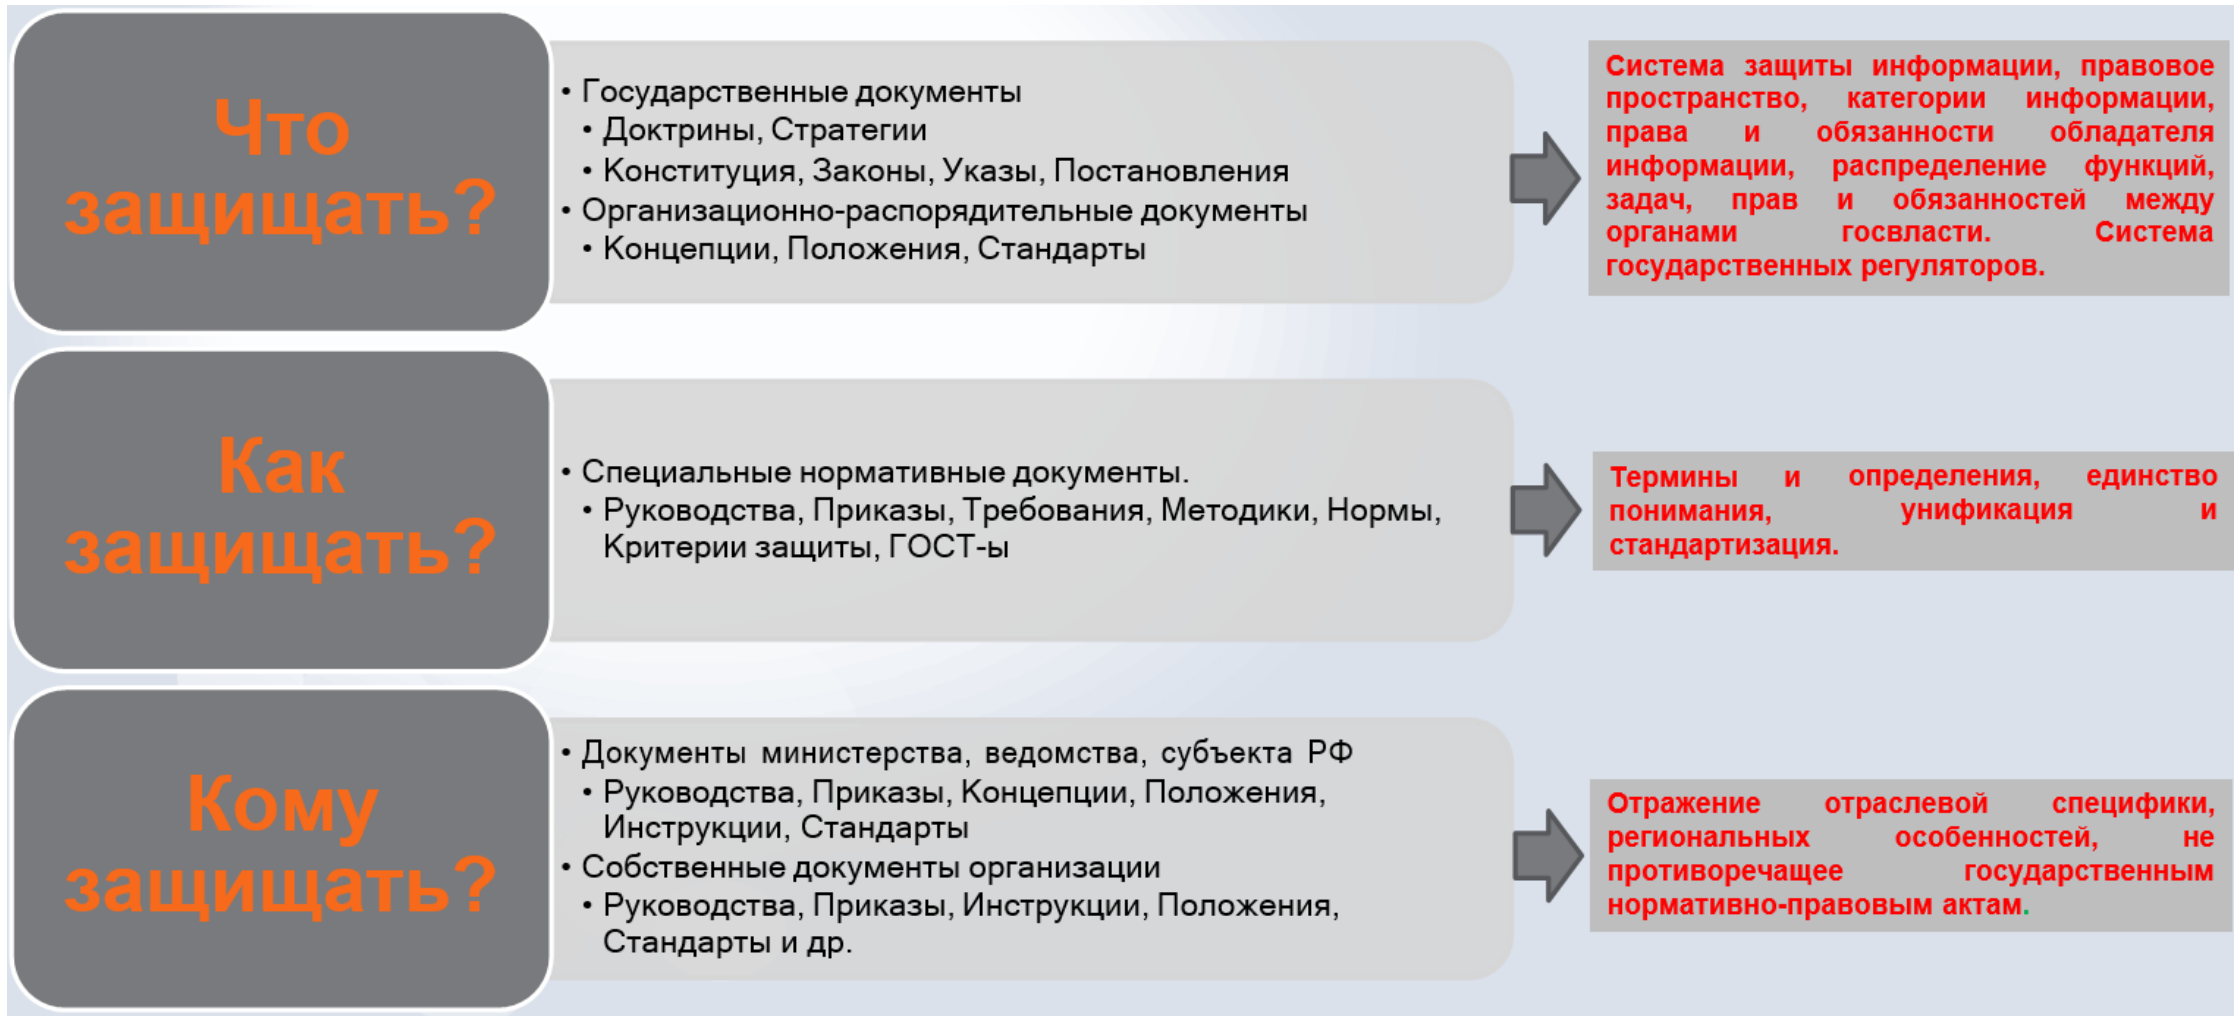 Что
защищать?
• Государственные документы
• Доктрины, Стратегии
• Конституция, Законы, Указы, Постановления
• Организационно-распорядительные документы
• Концепции, Положения, Стандарты
Система защиты информации, правовое
пространство, категории информации,
права и обязанности обладателя
информации, распределение функций,
задач, прав и обязанностей между
органами госвласти. Система
государственных регуляторов.
Как
защищать?
• Специальные нормативные документы.
• Руководства, Приказы, Требования, Методики, Нормы,
Критерии защиты, ГОСТ-ы
Термины и определения, единство
понимания, унификация и
стандартизация.
Кому
защищать?
• Документы министерства, ведомства, субъекта РФ
• Руководства, Приказы, Концепции, Положения,
Инструкции, Стандарты
• Собственные документы организации
• Руководства, Приказы, Инструкции, Положения,
Стандарты и др.
Отражение отраслевой специфики,
региональных особенностей, не
противоречащее государственным
нормативно-правовым актам.